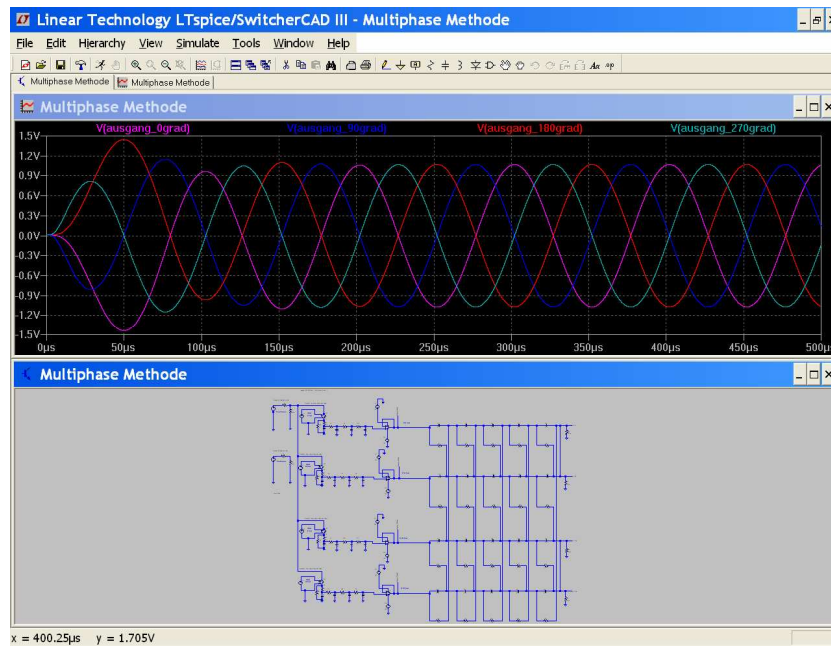 Linear Technology LTspice/SwitcherCAD III - Multiphase Methode
File Edit Hierarchy View Simulate Tools Window Help
Aa .op
Multiphase Methode Multiphase Methode
Multiphase Methode
V(ausgang_0grad) V(ausgang_90grad) V(ausgang_180grad) V(ausgang_270grad)
1.5V
1.2V
0.9V
0.6V
0.3V
0.0V
-0.3V
-0.6V
-0.9V
-1.2V
-1.5V
0µs 50µs 100µs 150µs 200µs 250µs 300µs 350µs 400µs 450µs 500µs
Multiphase Methode
x = 400.25µs y = 1.705V